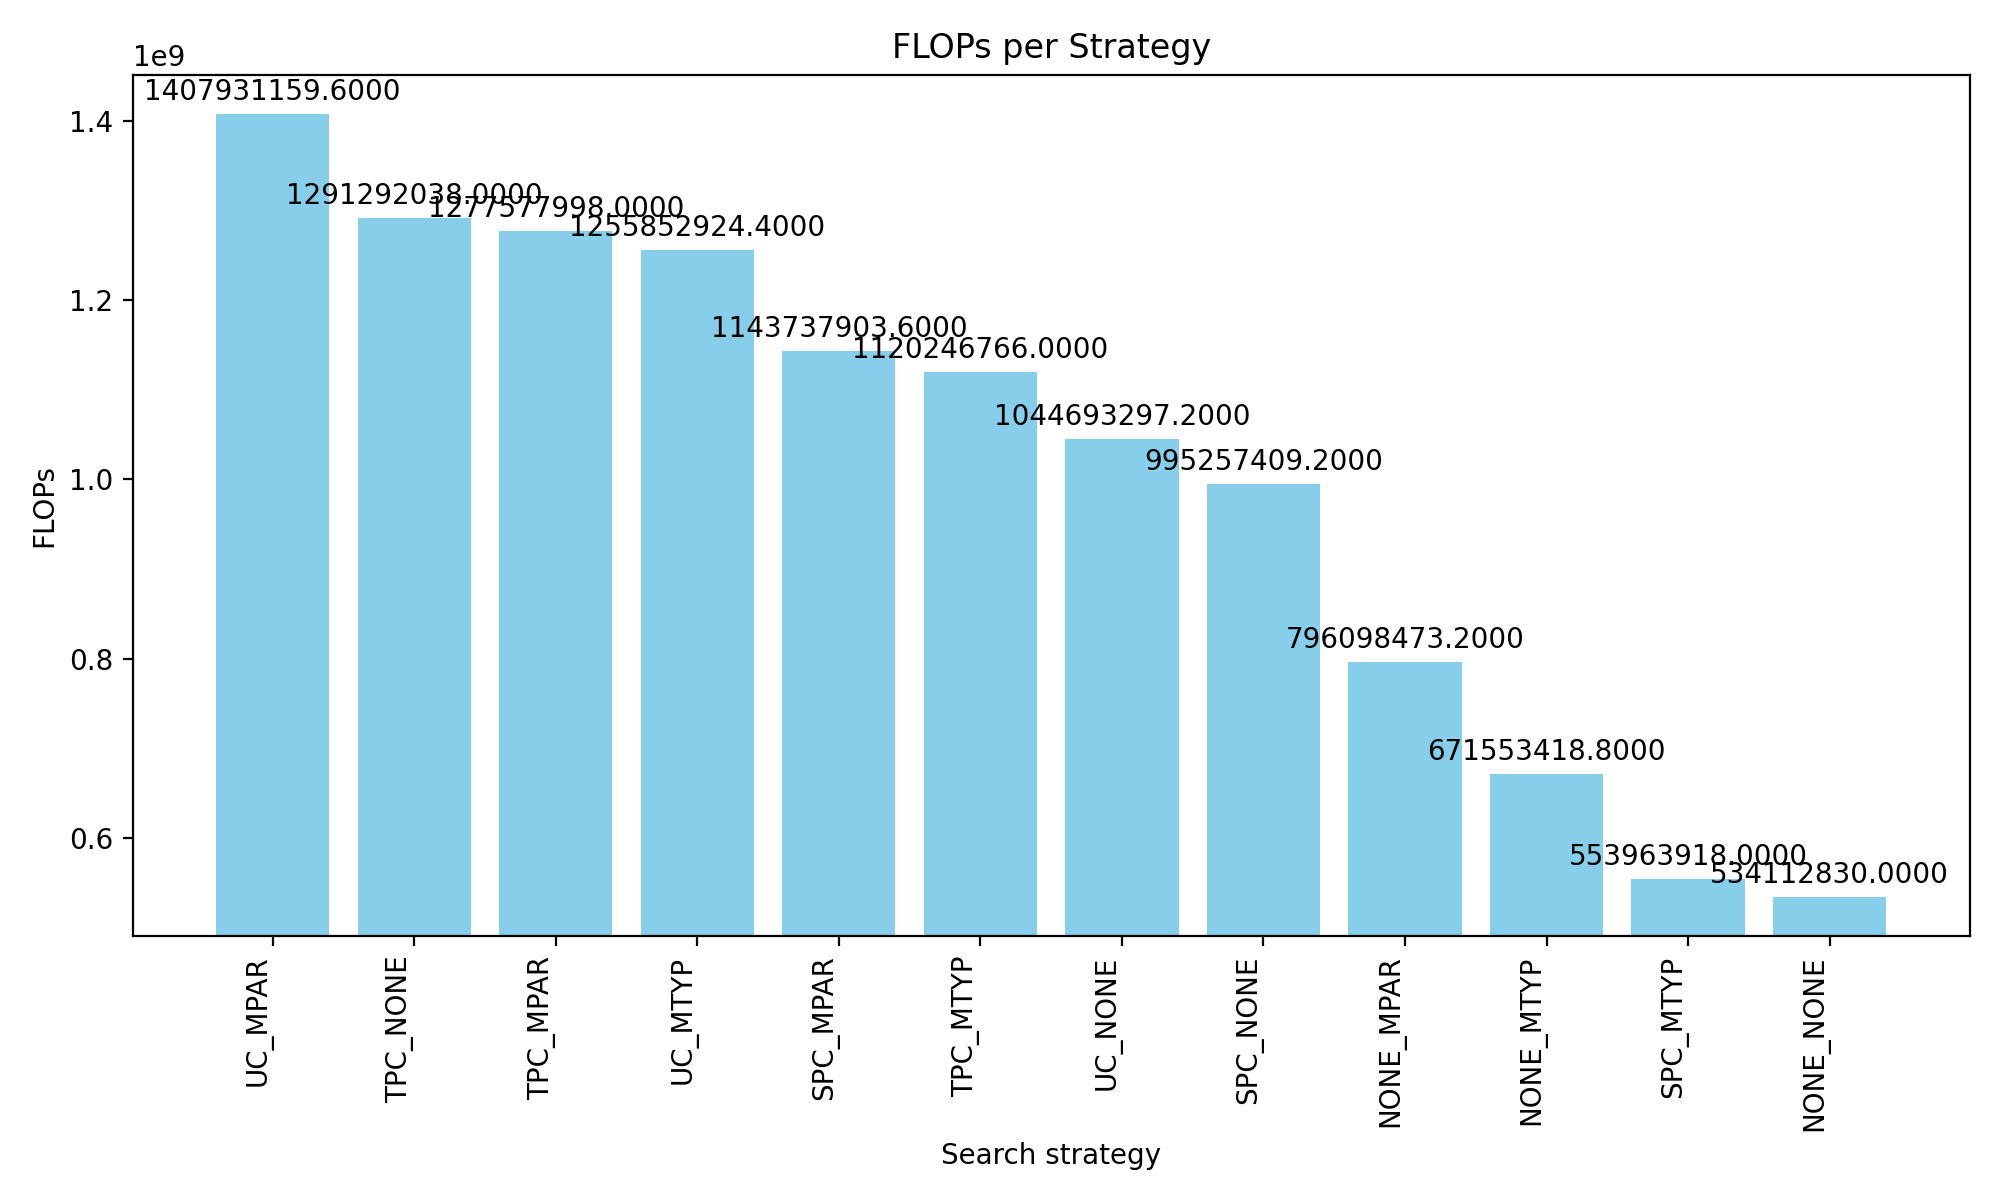 FLOPs per Strategy
1e9
1407931159.6000
1291292038.0000
1277577998.0000
1255852924.4000
1143737903.6000
1120246766.0000
1044693297.2000
995257409.2000
796098473.2000
671553418.8000
553963918.0000
534112830.0000
1.4
1.2
1.0
0.8
0.6
FLOPs
UC_MPAR
TPC_NONE
TPC_MPAR
UC_MTYP
SPC_MPAR
TPC_MTYP
UC_NONE
SPC_NONE
NONE_MPAR
NONE_MTYP
SPC_MTYP
NONE_NONE
Search strategy